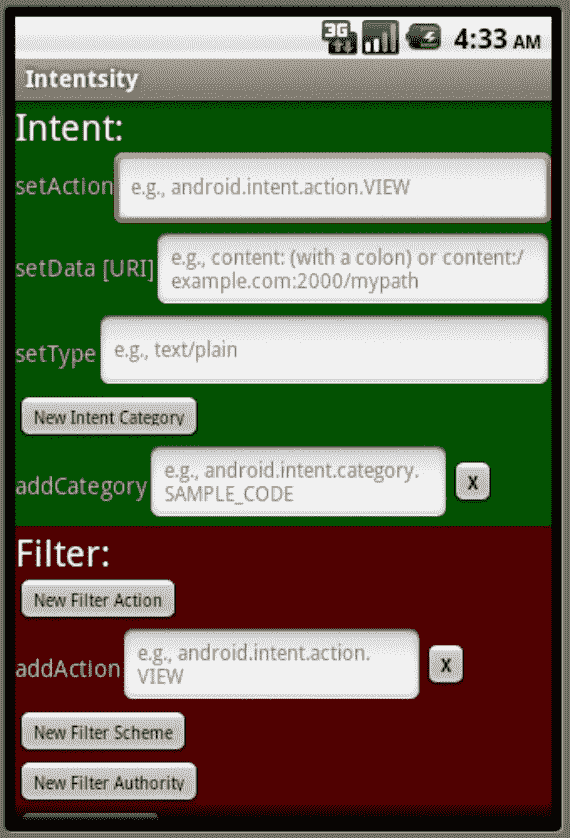 3G 4:33 AM
Intentsity
Intent:
setAction e.g., android.intent.action.VIEW
setData [URI] e.g., content: (with a colon) or content:/
example.com:2000/mypath
setType e.g., text/plain
New Intent Category
addCategory e.g., android.intent.category.
SAMPLE_CODE X
Filter:
New Filter Action
addAction e.g., android.intent.action.
VIEW X
New Filter Scheme
New Filter Authority